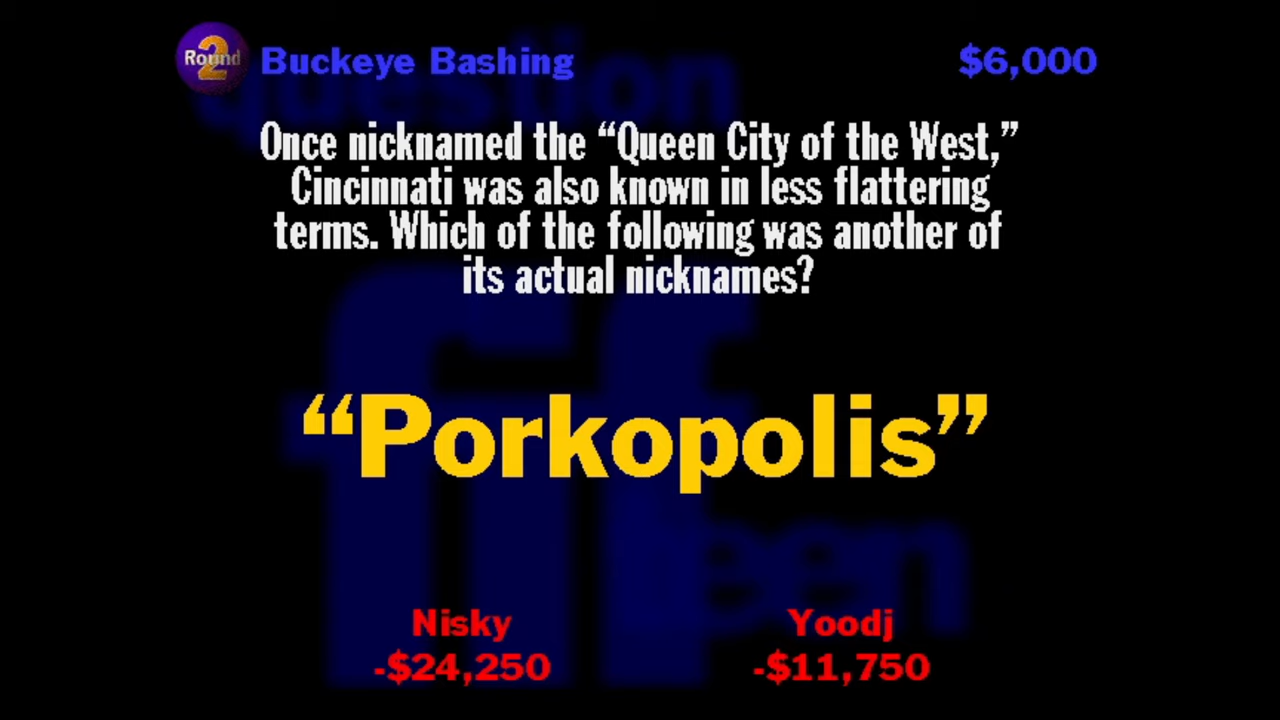 Round 2
Buckeye Bashing
$6,000
question
Once nicknamed the “Queen City of the West,”
Cincinnati was also known in less flattering
terms. Which of the following was another of
its actual nicknames?
“Porkopolis”
fifteen
Nisky
Yoodj
-$24,250
-$11,750